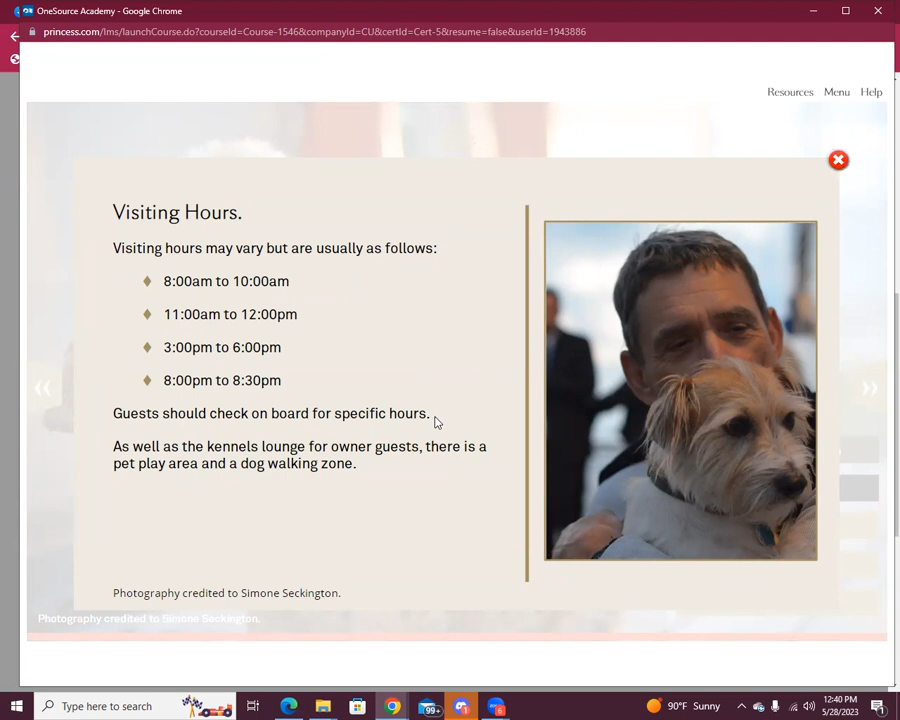 OneSource Academy - Google Chrome
princess.com/lms/launchCourse.do?courseId=Course-1546&companyId=CU&certId=Cert-5&resume=false&userId=1943886
Resources Menu Help
Visiting Hours.
Visiting hours may vary but are usually as follows:
8:00am to 10:00am
11:00am to 12:00pm
3:00pm to 6:00pm
8:00pm to 8:30pm
Guests should check on board for specific hours.
As well as the kennels lounge for owner guests, there is a
pet play area and a dog walking zone.
Photography credited to Simone Seckington.
Photography credited to Simone Seckington.
Type here to search
99+
1
6
90°F Sunny
12:40 PM
5/28/2023
1